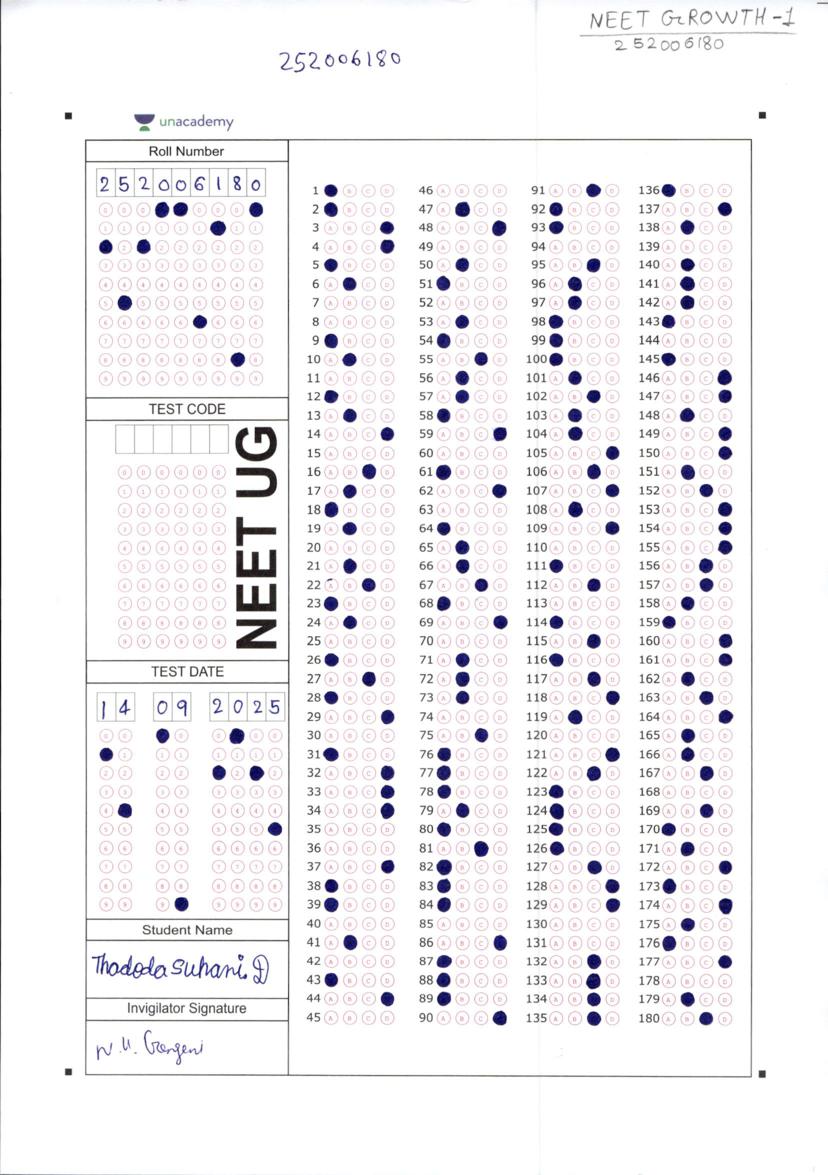 NEET GROWTH-1
252006180
252006180
unacademy
Roll Number
2 5 2 0 0 6 1 8 0
TEST CODE
NEET UG
TEST DATE
1 4 0 9 2 0 2 5
Student Name
Thadoda Suhani. D
Invigilator Signature
1 A B C D 46 A B C D 91 A B C D 136 A B C D
2 47 92 137
3 48 93 138
4 49 94 139
5 50 95 140
6 51 96 141
7 52 97 142
8 53 98 143
9 54 99 144
10 55 100 145
11 56 101 146
12 57 102 147
13 58 103 148
14 59 104 149
15 60 105 150
16 61 106 151
17 62 107 152
18 63 108 153
19 64 109 154
20 65 110 155
21 66 111 156
22 67 112 157
23 68 113 158
24 69 114 159
25 70 115 160
26 71 116 161
27 72 117 162
28 73 118 163
29 74 119 164
30 75 120 165
31 76 121 166
32 77 122 167
33 78 123 168
34 79 124 169
35 80 125 170
36 81 126 171
37 82 127 172
38 83 128 173
39 84 129 174
40 85 130 175
41 86 131 176
42 87 132 177
43 88 133 178
44 89 134 179
45 90 135 180